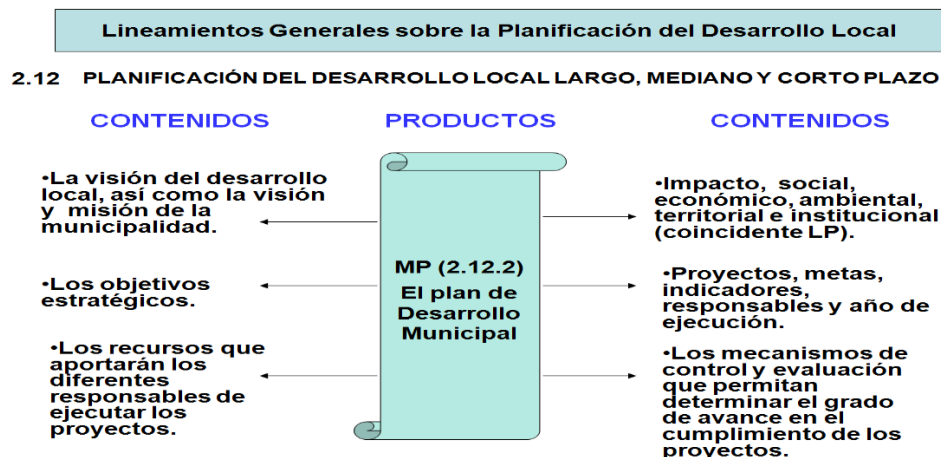 Lineamientos Generales sobre la Planificación del Desarrollo Local
2.12 PLANIFICACIÓN DEL DESARROLLO LOCAL LARGO, MEDIANO Y CORTO PLAZO
CONTENIDOS
•La visión del desarrollo
local, así como la visión
y misión de la
municipalidad.
•Los objetivos
estratégicos.
•Los recursos que
aportarán los
diferentes
responsables de
ejecutar los
proyectos.
PRODUCTOS
MP (2.12.2)
El plan de
Desarrollo
Municipal
CONTENIDOS
•Impacto, social,
económico, ambiental,
territorial e institucional
(coincidente LP).
•Proyectos, metas,
indicadores,
responsables y año de
ejecución.
•Los mecanismos de
control y evaluación
que permitan
determinar el grado
de avance en el
cumplimiento de los
proyectos.